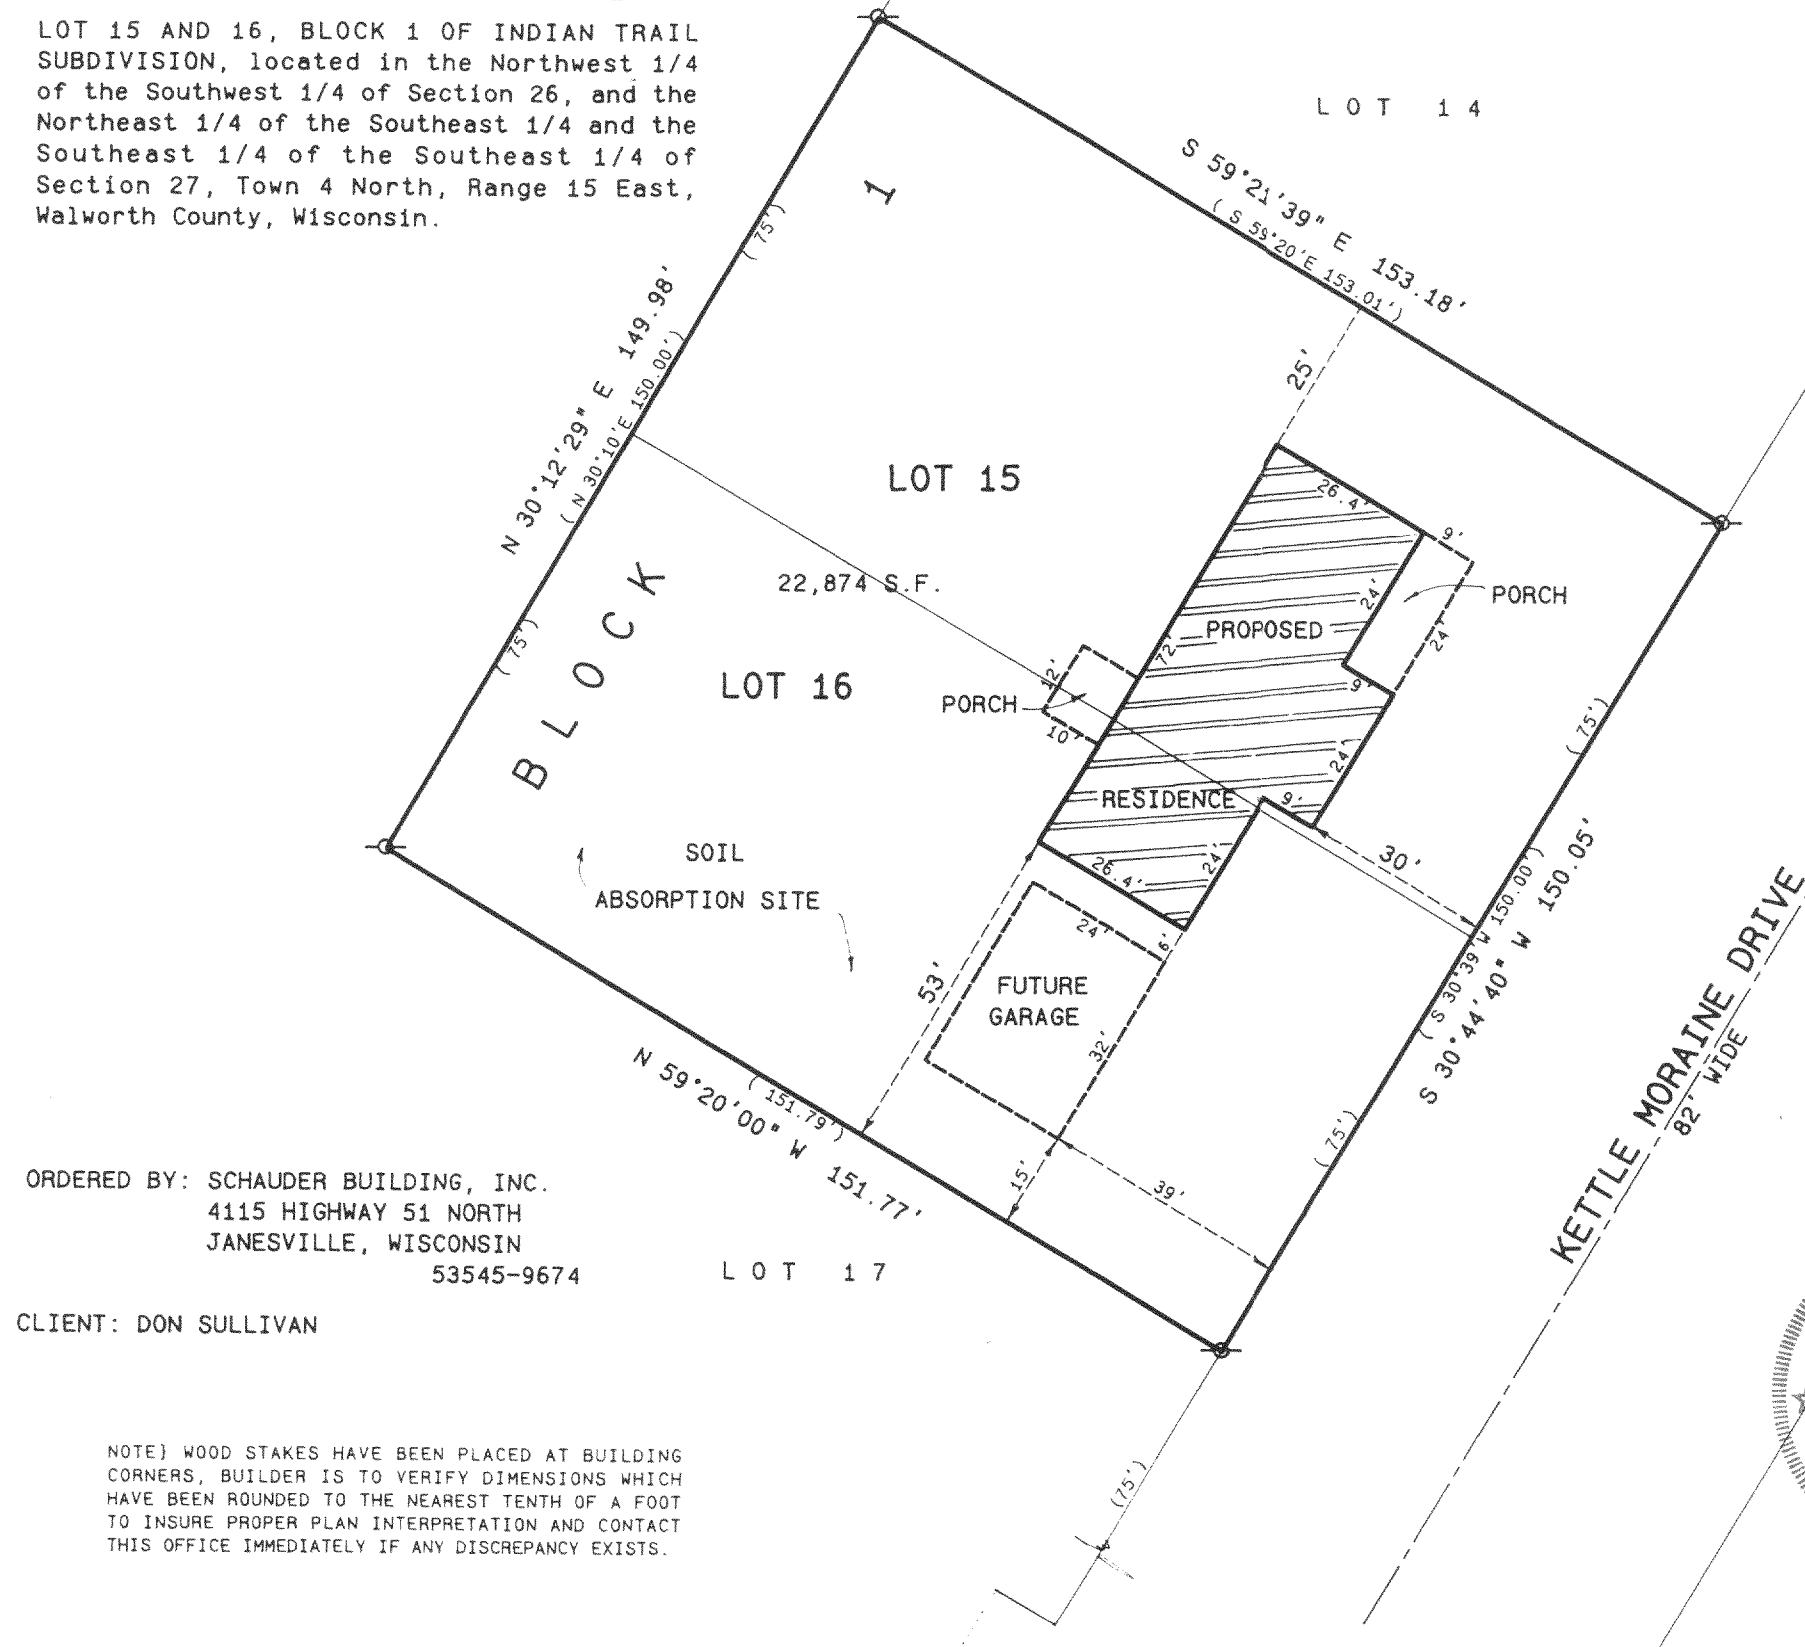 LOT 15 AND 16, BLOCK 1 OF INDIAN TRAIL
SUBDIVISION, located in the Northwest 1/4
of the Southwest 1/4 of Section 26, and the
Northeast 1/4 of the Southeast 1/4 and the
Southeast 1/4 of the Southeast 1/4 of
Section 27, Town 4 North, Range 15 East,
Walworth County, Wisconsin.
LOT 14
S 59°21'39" E 153.18'
( S 59°20'E 153.01')
1
( 75')
N 30°12'29" E 149.98'
( N 30°10'E 150.00')
25'
LOT 15
26.4'
9'
22,874 S.F.
24'
PORCH
BLOCK
( 75')
PROPOSED
24'
72'
LOT 16
12'
PORCH
10'
9'
( 75')
24'
RESIDENCE
9'
30'
SOIL
ABSORPTION SITE
26.4'
24'
( S 30°39' W 150.00')
S 30°44'40" W 150.05'
24'
6'
53'
FUTURE
GARAGE
32'
KETTLE MORAINE DRIVE
82' WIDE
N 59°20'00" W 151.77'
( 151.79')
15'
39'
( 75')
ORDERED BY: SCHAUDER BUILDING, INC.
4115 HIGHWAY 51 NORTH
JANESVILLE, WISCONSIN
53545-9674
LOT 17
CLIENT: DON SULLIVAN
NOTE) WOOD STAKES HAVE BEEN PLACED AT BUILDING
CORNERS, BUILDER IS TO VERIFY DIMENSIONS WHICH
HAVE BEEN ROUNDED TO THE NEAREST TENTH OF A FOOT
TO INSURE PROPER PLAN INTERPRETATION AND CONTACT
THIS OFFICE IMMEDIATELY IF ANY DISCREPANCY EXISTS.
(75')